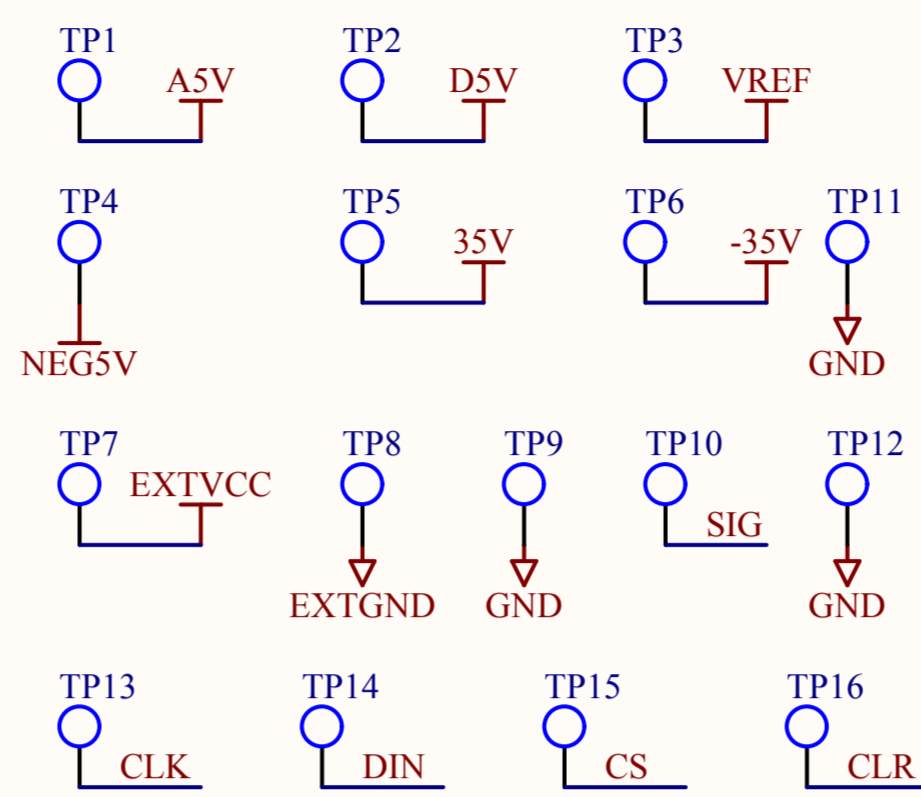 TP1 TP2 TP3
A5V D5V VREF
TP4 TP5 TP6 TP11
35V -35V
NEG5V GND
TP7 TP8 TP9 TP10 TP12
EXTVCC
SIG
EXTGND GND GND
TP13 TP14 TP15 TP16
CLK DIN CS CLR